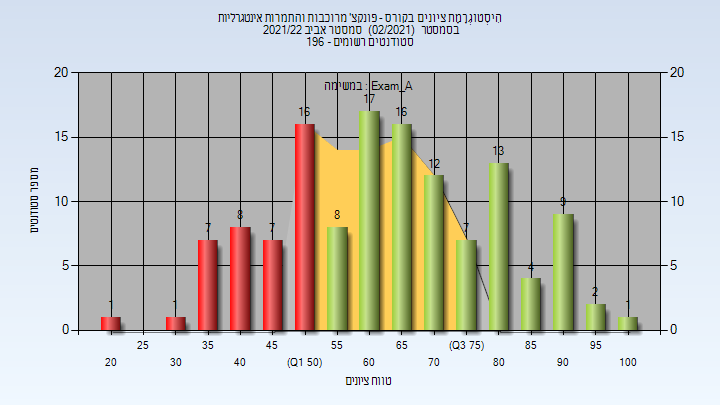 הִיסְטוֹגְרַמַת ציונים בקורס - פונקצ' מרוכבות והתמרות אינטגרליות
בסמסטר (02/2021) סמסטר אביב 2021/22
סטודנטים רשומים - 196
במשימה : Exam_A
20 20
15 15
10 10
5 5
0 0
מספר סטודנטים
1 1 7 8 7 16 8 17 16 12 7 13 4 9 2 1
25 35 45 55 65 (Q3 75) 85 95
20 30 40 (Q1 50) 60 70 80 90 100
טווח ציונים